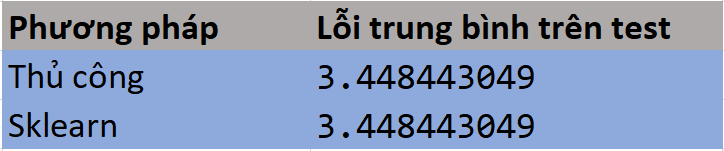 Phương pháp Lỗi trung bình trên test
Thủ công 3.448443049
Sklearn 3.448443049